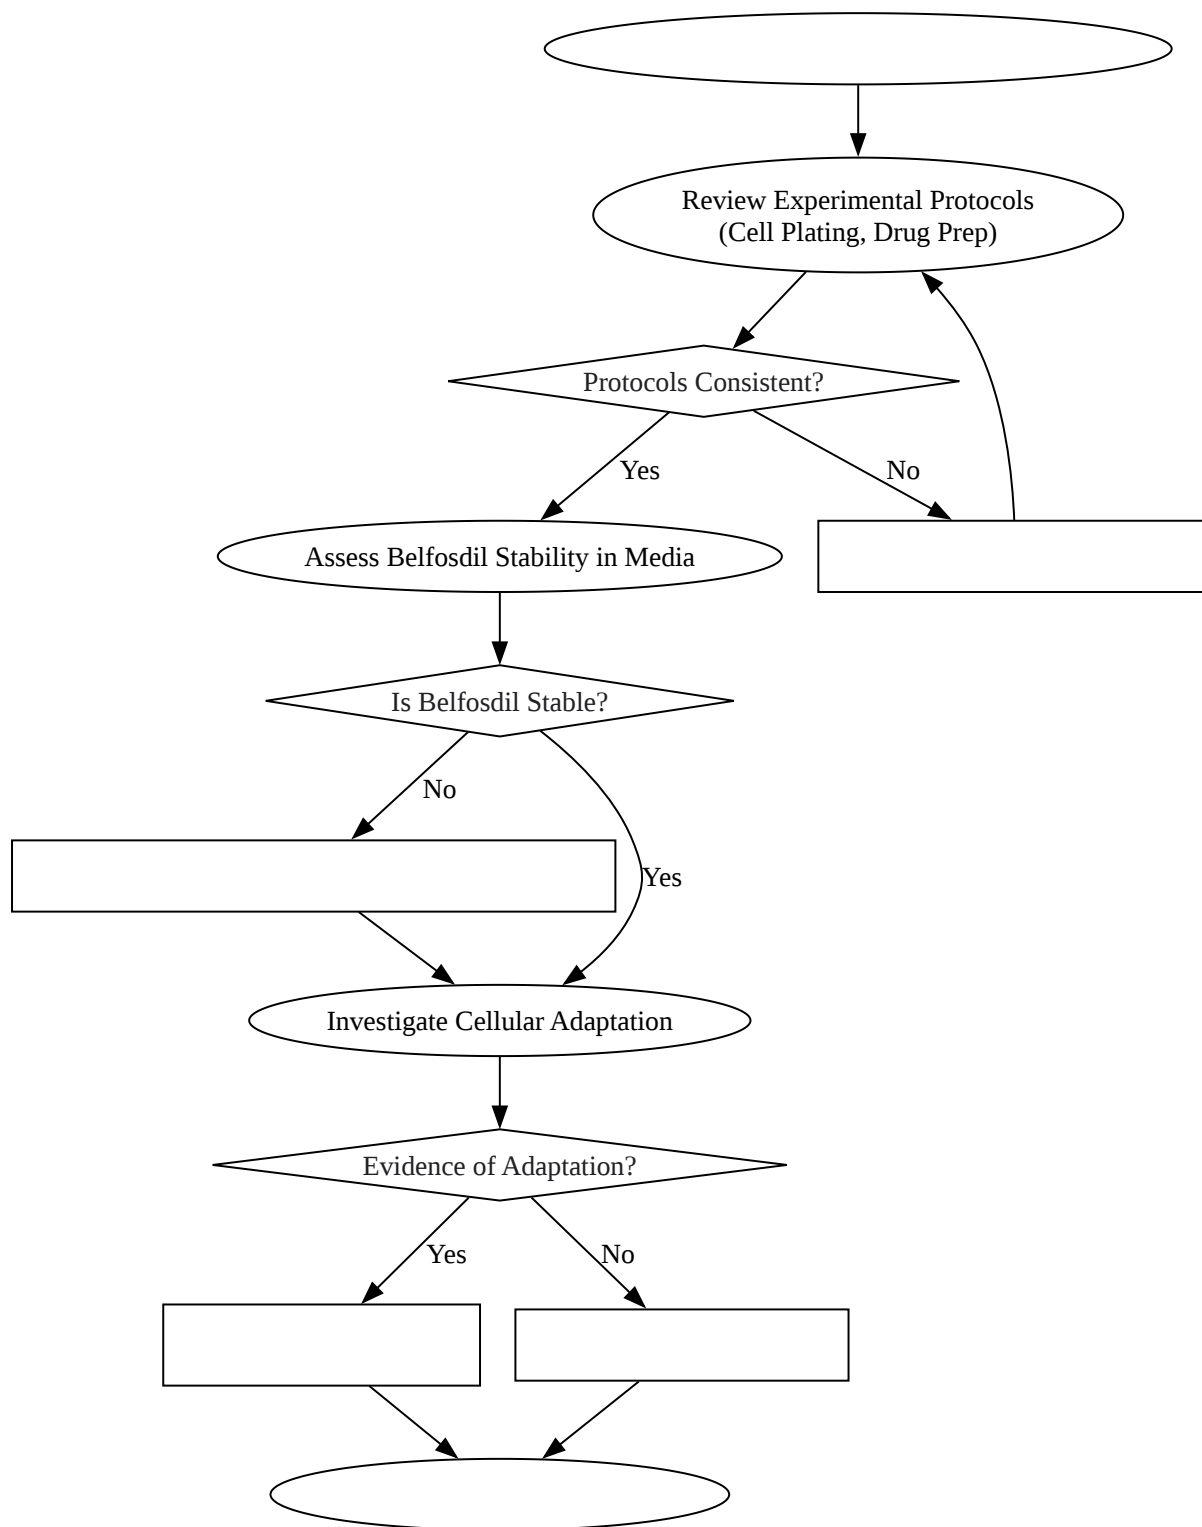 Review Experimental Protocols
(Cell Plating, Drug Prep)
Protocols Consistent?
Yes
No
Assess Belfosdil Stability in Media
Is Belfosdil Stable?
No
Yes
Investigate Cellular Adaptation
Evidence of Adaptation?
Yes
No